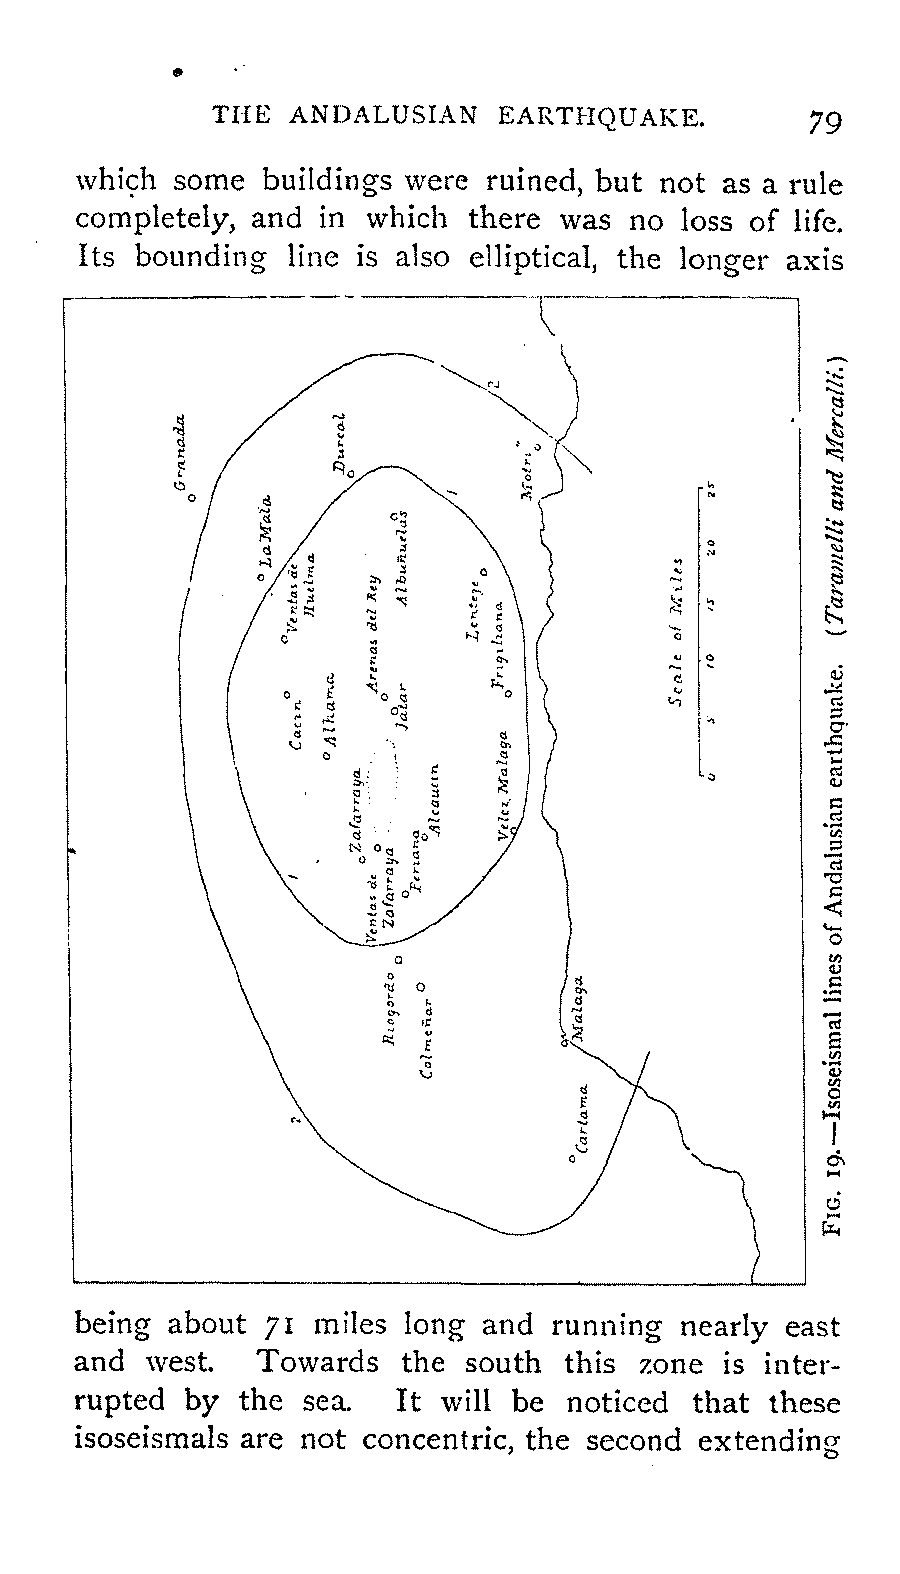 THE ANDALUSIAN EARTHQUAKE. 79
which some buildings were ruined, but not as a rule
completely, and in which there was no loss of life.
Its bounding line is also elliptical, the longer axis
Granada
La Mala
Durcal
2
Motri
1
Ventas de
Huelma
Albuñuelas
Arenas del Rey
Lenteje
Frigiliana
Cacin
Alhama
Jatar
Zafarraya
Ventas de
Zafarraya
Alcaucin
Periana
Velez, Malaga
1
Riogordo
Colmeñar
Malaga
Cartama
2
Scale of Miles
0 5 10 15 20 25
FIG. 19.—Isoseismal lines of Andalusian earthquake. (Taramelli and Mercalli.)
being about 71 miles long and running nearly east
and west. Towards the south this zone is inter-
rupted by the sea. It will be noticed that these
isoseismals are not concentric, the second extending